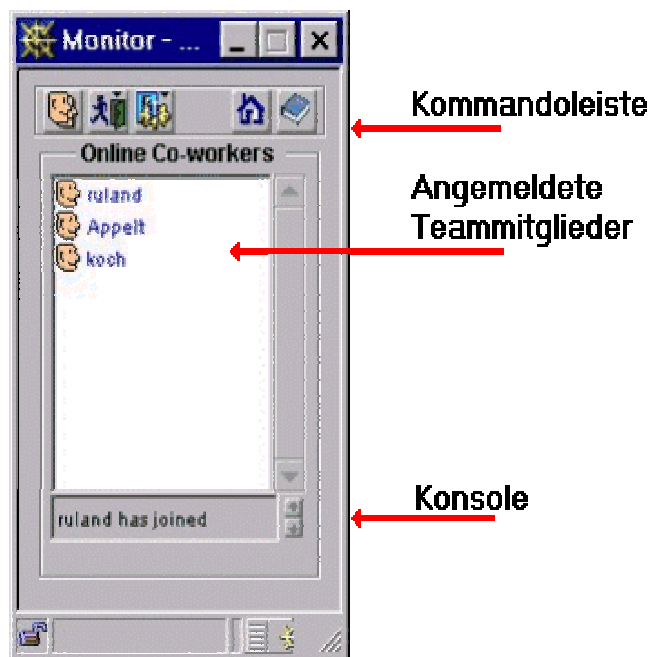 Monitor - ...
Kommandoleiste
Online Co-workers
ruland
Appelt
koch
Angemeldete
Teammitglieder
ruland has joined
Konsole